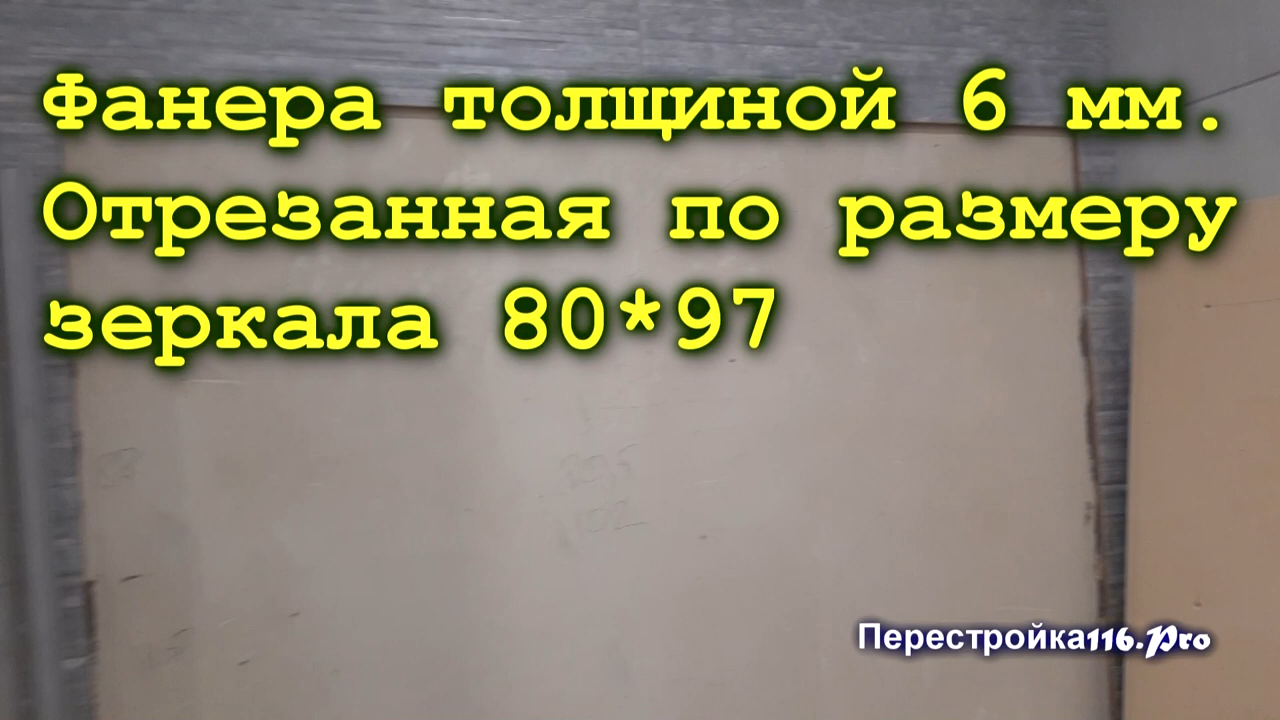 Фанера толщиной 6 мм.
Отрезанная по размеру
зеркала 80*97
Перестройка116.Pro